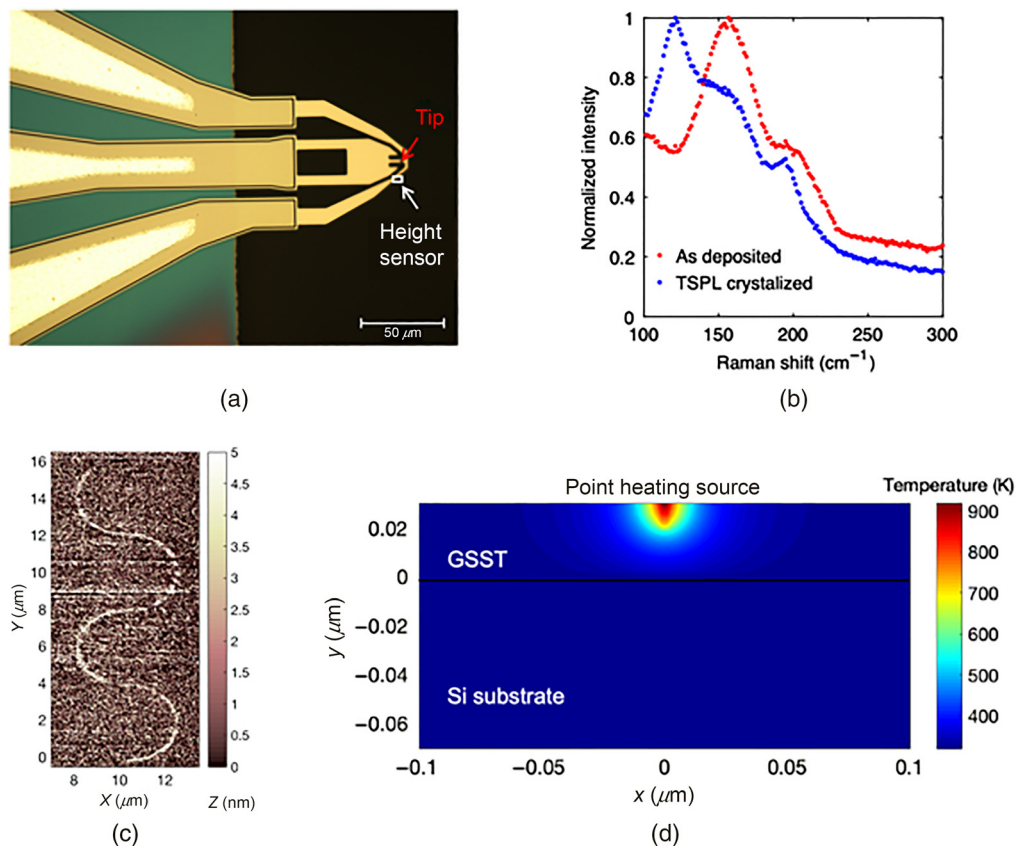 Tip
Height
sensor
50 μm
(a)
Normalized intensity
1
0.8
0.6
0.4
0.2
0
As deposited
TSPL crystalized
100 150 200 250 300
Raman shift (cm⁻¹)
(b)
Y (μm)
16
14
12
10
8
6
4
2
0
8 10 12
X (μm)
5
4.5
4
3.5
3
2.5
2
1.5
1
0.5
0
Z (nm)
(c)
Point heating source
y (μm)
0.02
0
−0.02
−0.04
−0.06
GSST
Si substrate
−0.1 −0.05 0 0.05 0.1
x (μm)
Temperature (K)
900
800
700
600
500
400
(d)